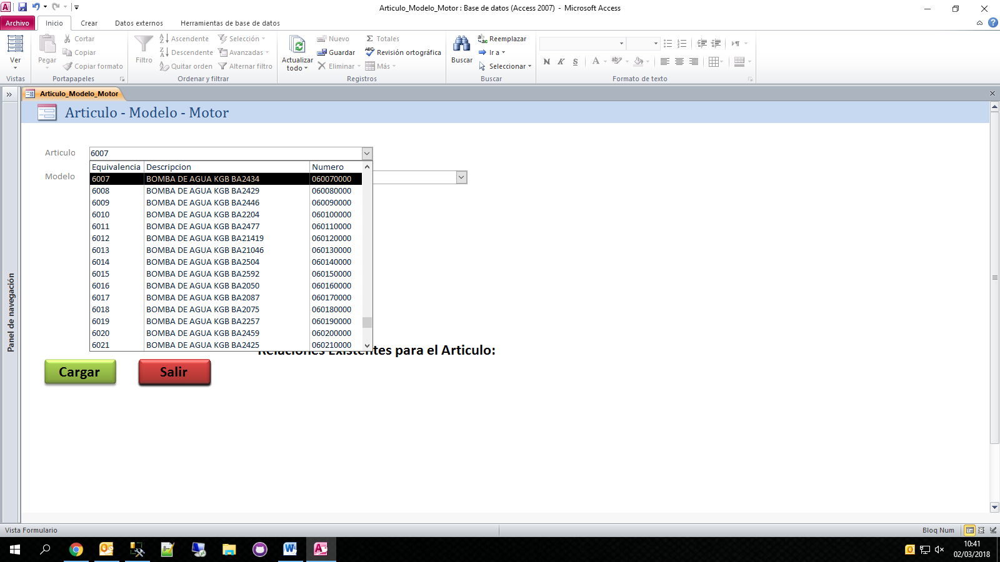 Articulo_Modelo_Motor : Base de datos (Access 2007) - Microsoft Access
Archivo Inicio Crear Datos externos Herramientas de base de datos
Ver
Vistas
Pegar
Cortar
Copiar
Copiar formato
Portapapeles
Filtro
Ascendente
Descendente
Quitar orden
Selección
Avanzadas
Alternar filtro
Ordenar y filtrar
Actualizar
todo
Nuevo
Guardar
Eliminar
Totales
Revisión ortográfica
Más
Registros
Buscar
Reemplazar
Ir a
Seleccionar
Buscar
N K S
Formato de texto
Articulo_Modelo_Motor
Articulo - Modelo - Motor
Panel de navegación
Articulo 6007
Modelo
Equivalencia Descripcion Numero
6007 BOMBA DE AGUA KGB BA2434 060070000
6008 BOMBA DE AGUA KGB BA2429 060080000
6009 BOMBA DE AGUA KGB BA2446 060090000
6010 BOMBA DE AGUA KGB BA2204 060100000
6011 BOMBA DE AGUA KGB BA2477 060110000
6012 BOMBA DE AGUA KGB BA21419 060120000
6013 BOMBA DE AGUA KGB BA21046 060130000
6014 BOMBA DE AGUA KGB BA2504 060140000
6015 BOMBA DE AGUA KGB BA2592 060150000
6016 BOMBA DE AGUA KGB BA2050 060160000
6017 BOMBA DE AGUA KGB BA2087 060170000
6018 BOMBA DE AGUA KGB BA2075 060180000
6019 BOMBA DE AGUA KGB BA2257 060190000
6020 BOMBA DE AGUA KGB BA2459 060200000
6021 BOMBA DE AGUA KGB BA2425 060210000
Relaciones Existentes para el Articulo:
Cargar Salir
Vista Formulario Bloq Num
10:41
02/03/2018